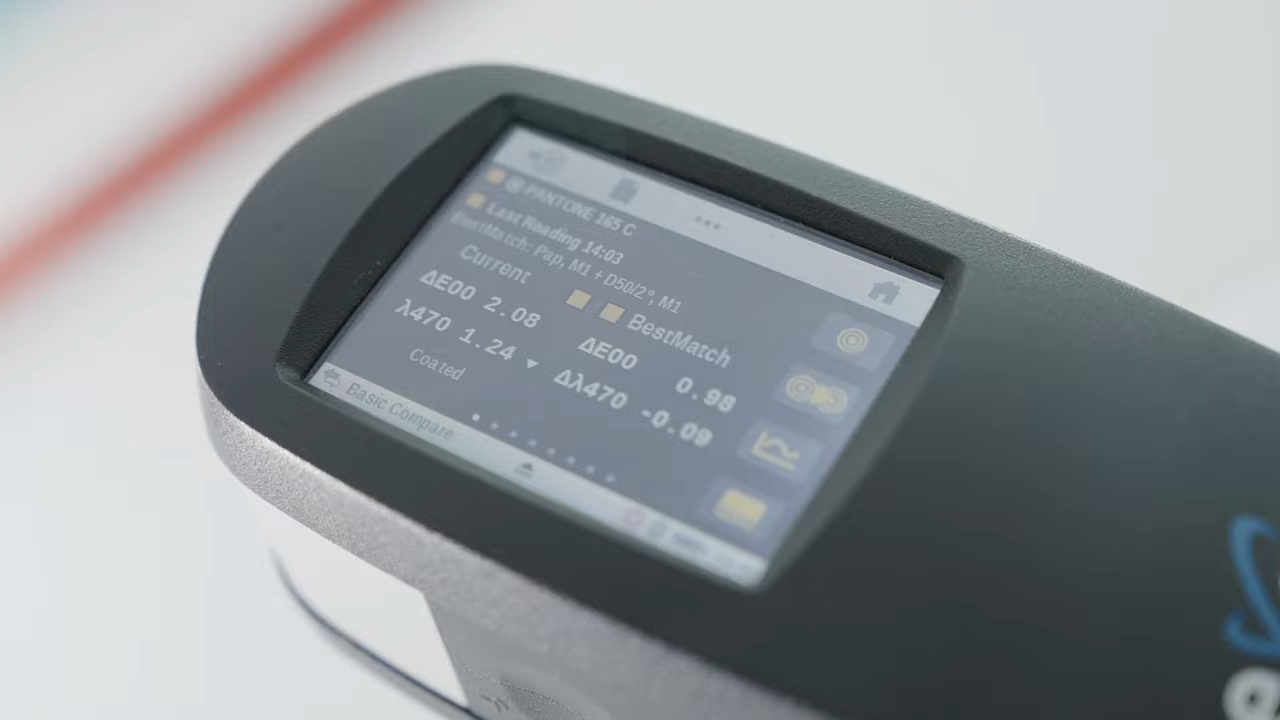 PANTONE 165 C
Last Reading 14:03
BestMatch: Pap, M1 ÷ D50/2°, M1
Current
ΔE00 2.08
λ470 1.24 ▼
BestMatch
ΔE00 0.98
Δλ470 -0.09
Coated
Basic Compare
a